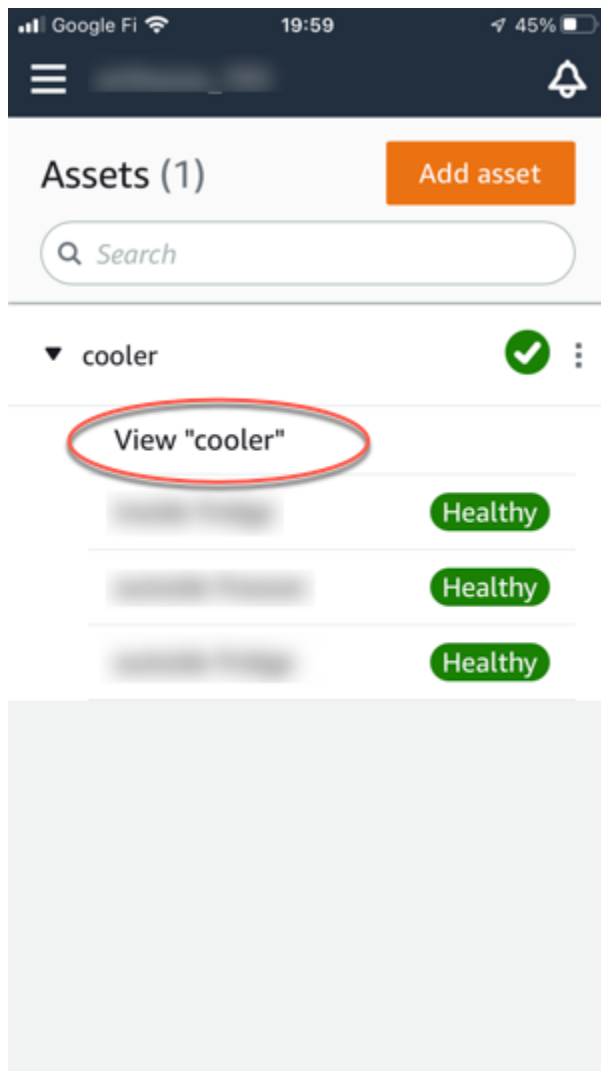 Google Fi 19:59 45%
Assets (1) Add asset
Search
cooler
View "cooler"
Healthy
Healthy
Healthy